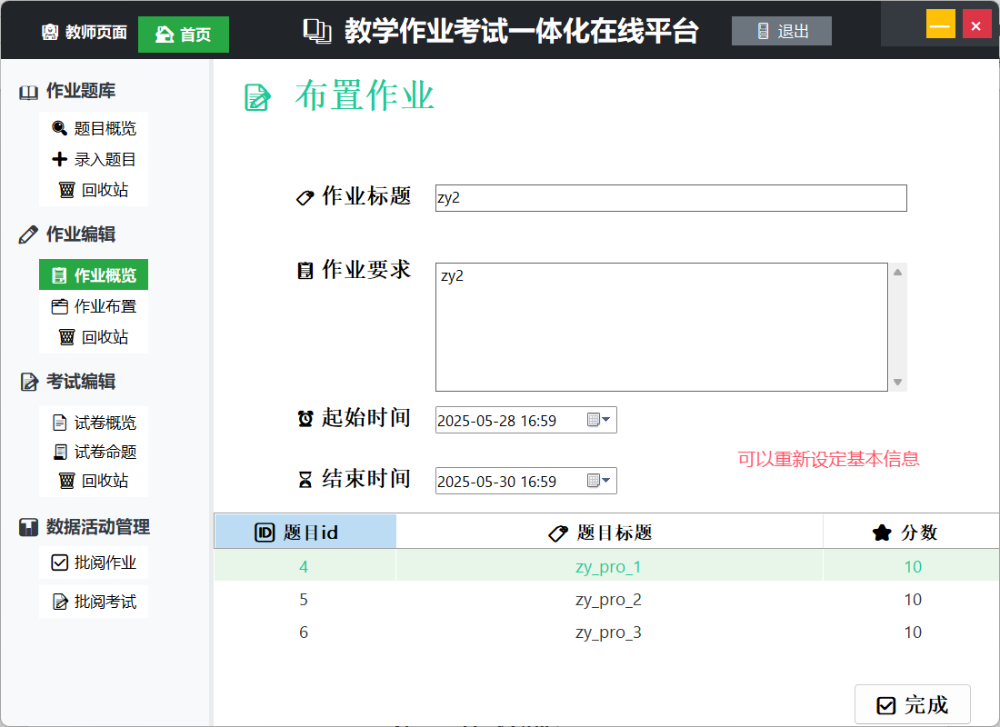 教师页面 首页 教学作业考试一体化在线平台 退出
作业题库
题目概览
录入题目
回收站
作业编辑
作业概览
作业布置
回收站
考试编辑
试卷概览
试卷命题
回收站
数据活动管理
批阅作业
批阅考试
布置作业
作业标题 zy2
作业要求 zy2
起始时间 2025-05-28 16:59
可以重新设定基本信息
结束时间 2025-05-30 16:59
题目id 题目标题 分数
4 zy_pro_1 10
5 zy_pro_2 10
6 zy_pro_3 10
完成